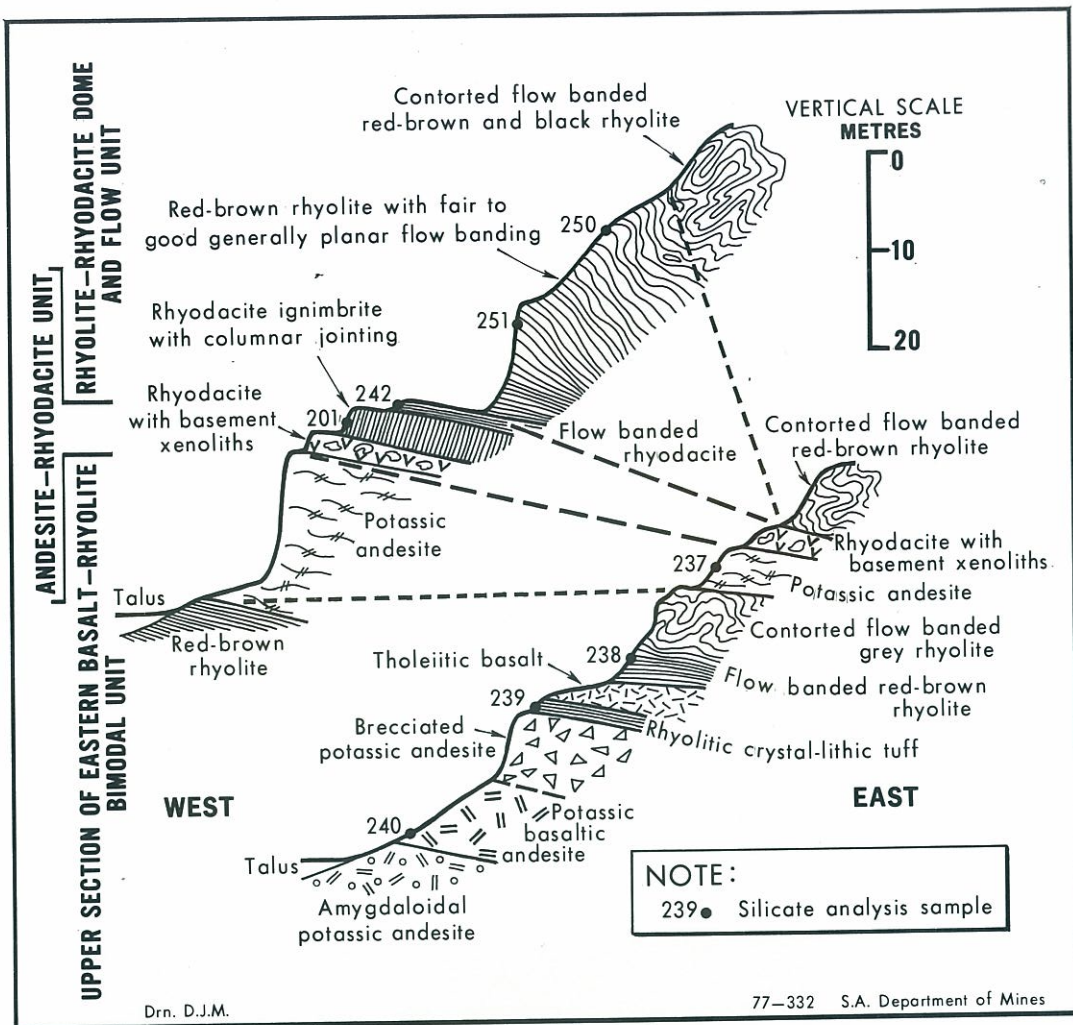 UPPER SECTION OF EASTERN BASALT–RHYOLITE
BIMODAL UNIT
ANDESITE–RHYODACITE UNIT
RHYOLITE–RHYODACITE DOME
AND FLOW UNIT
Contorted flow banded
red-brown and black rhyolite
VERTICAL SCALE
METRES
0
10
20
Red-brown rhyolite with fair to
good generally planar flow banding
250
251
Rhyodacite ignimbrite
with columnar jointing
242
Rhyodacite
with basement
xenoliths
201
Flow banded
rhyodacite
Contorted flow banded
red-brown rhyolite
Potassic
andesite
237
Rhyodacite with
basement xenoliths
Potassic andesite
Talus
Red-brown
rhyolite
Contorted flow banded
grey rhyolite
Tholeiitic basalt
238
Flow banded red-brown
rhyolite
239
Rhyolitic crystal-lithic tuff
Brecciated
potassic andesite
WEST
EAST
240
Potassic
basaltic
andesite
Talus
Amygdaloidal
potassic andesite
NOTE:
239 Silicate analysis sample
Drn. D.J.M.
77–332 S.A. Department of Mines